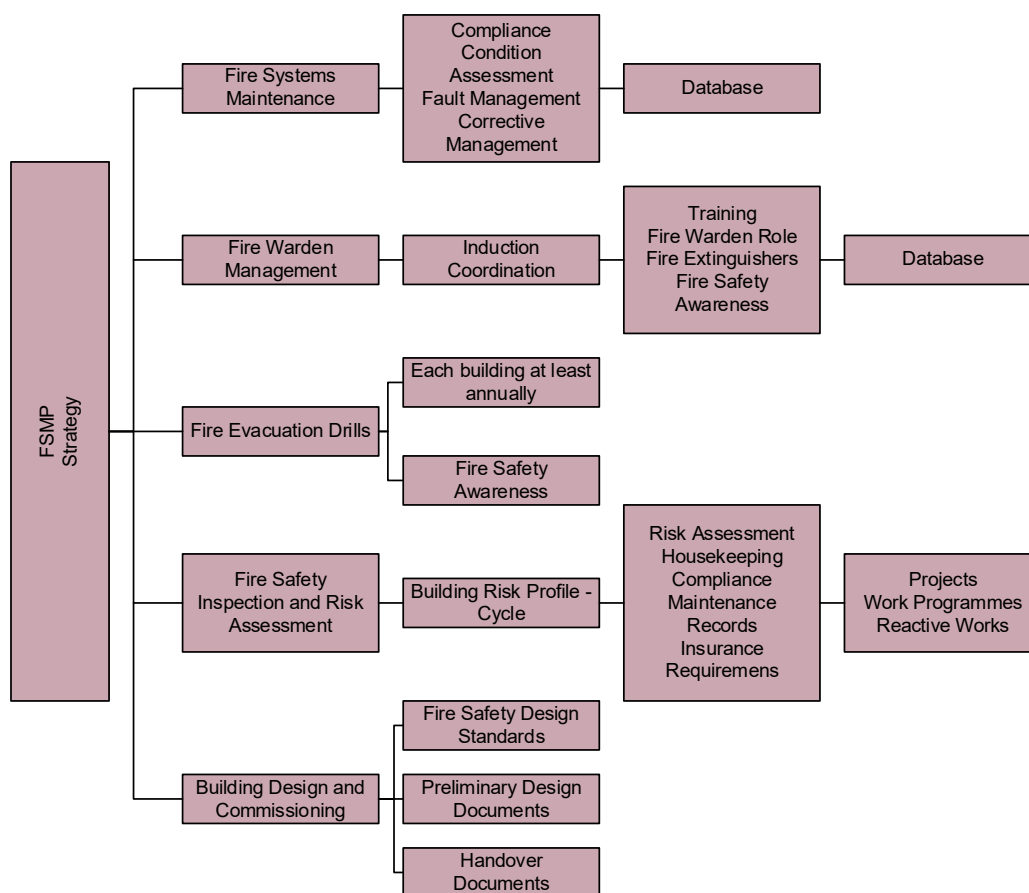 FSMP
Strategy
Fire Systems
Maintenance
Compliance
Condition
Assessment
Fault Management
Corrective
Management
Database
Fire Warden
Management
Induction
Coordination
Training
Fire Warden Role
Fire Extinguishers
Fire Safety
Awareness
Database
Fire Evacuation Drills
Each building at least
annually
Fire Safety
Awareness
Fire Safety
Inspection and Risk
Assessment
Building Risk Profile -
Cycle
Risk Assessment
Housekeeping
Compliance
Maintenance
Records
Insurance
Requiremens
Projects
Work Programmes
Reactive Works
Building Design and
Commissioning
Fire Safety Design
Standards
Preliminary Design
Documents
Handover
Documents